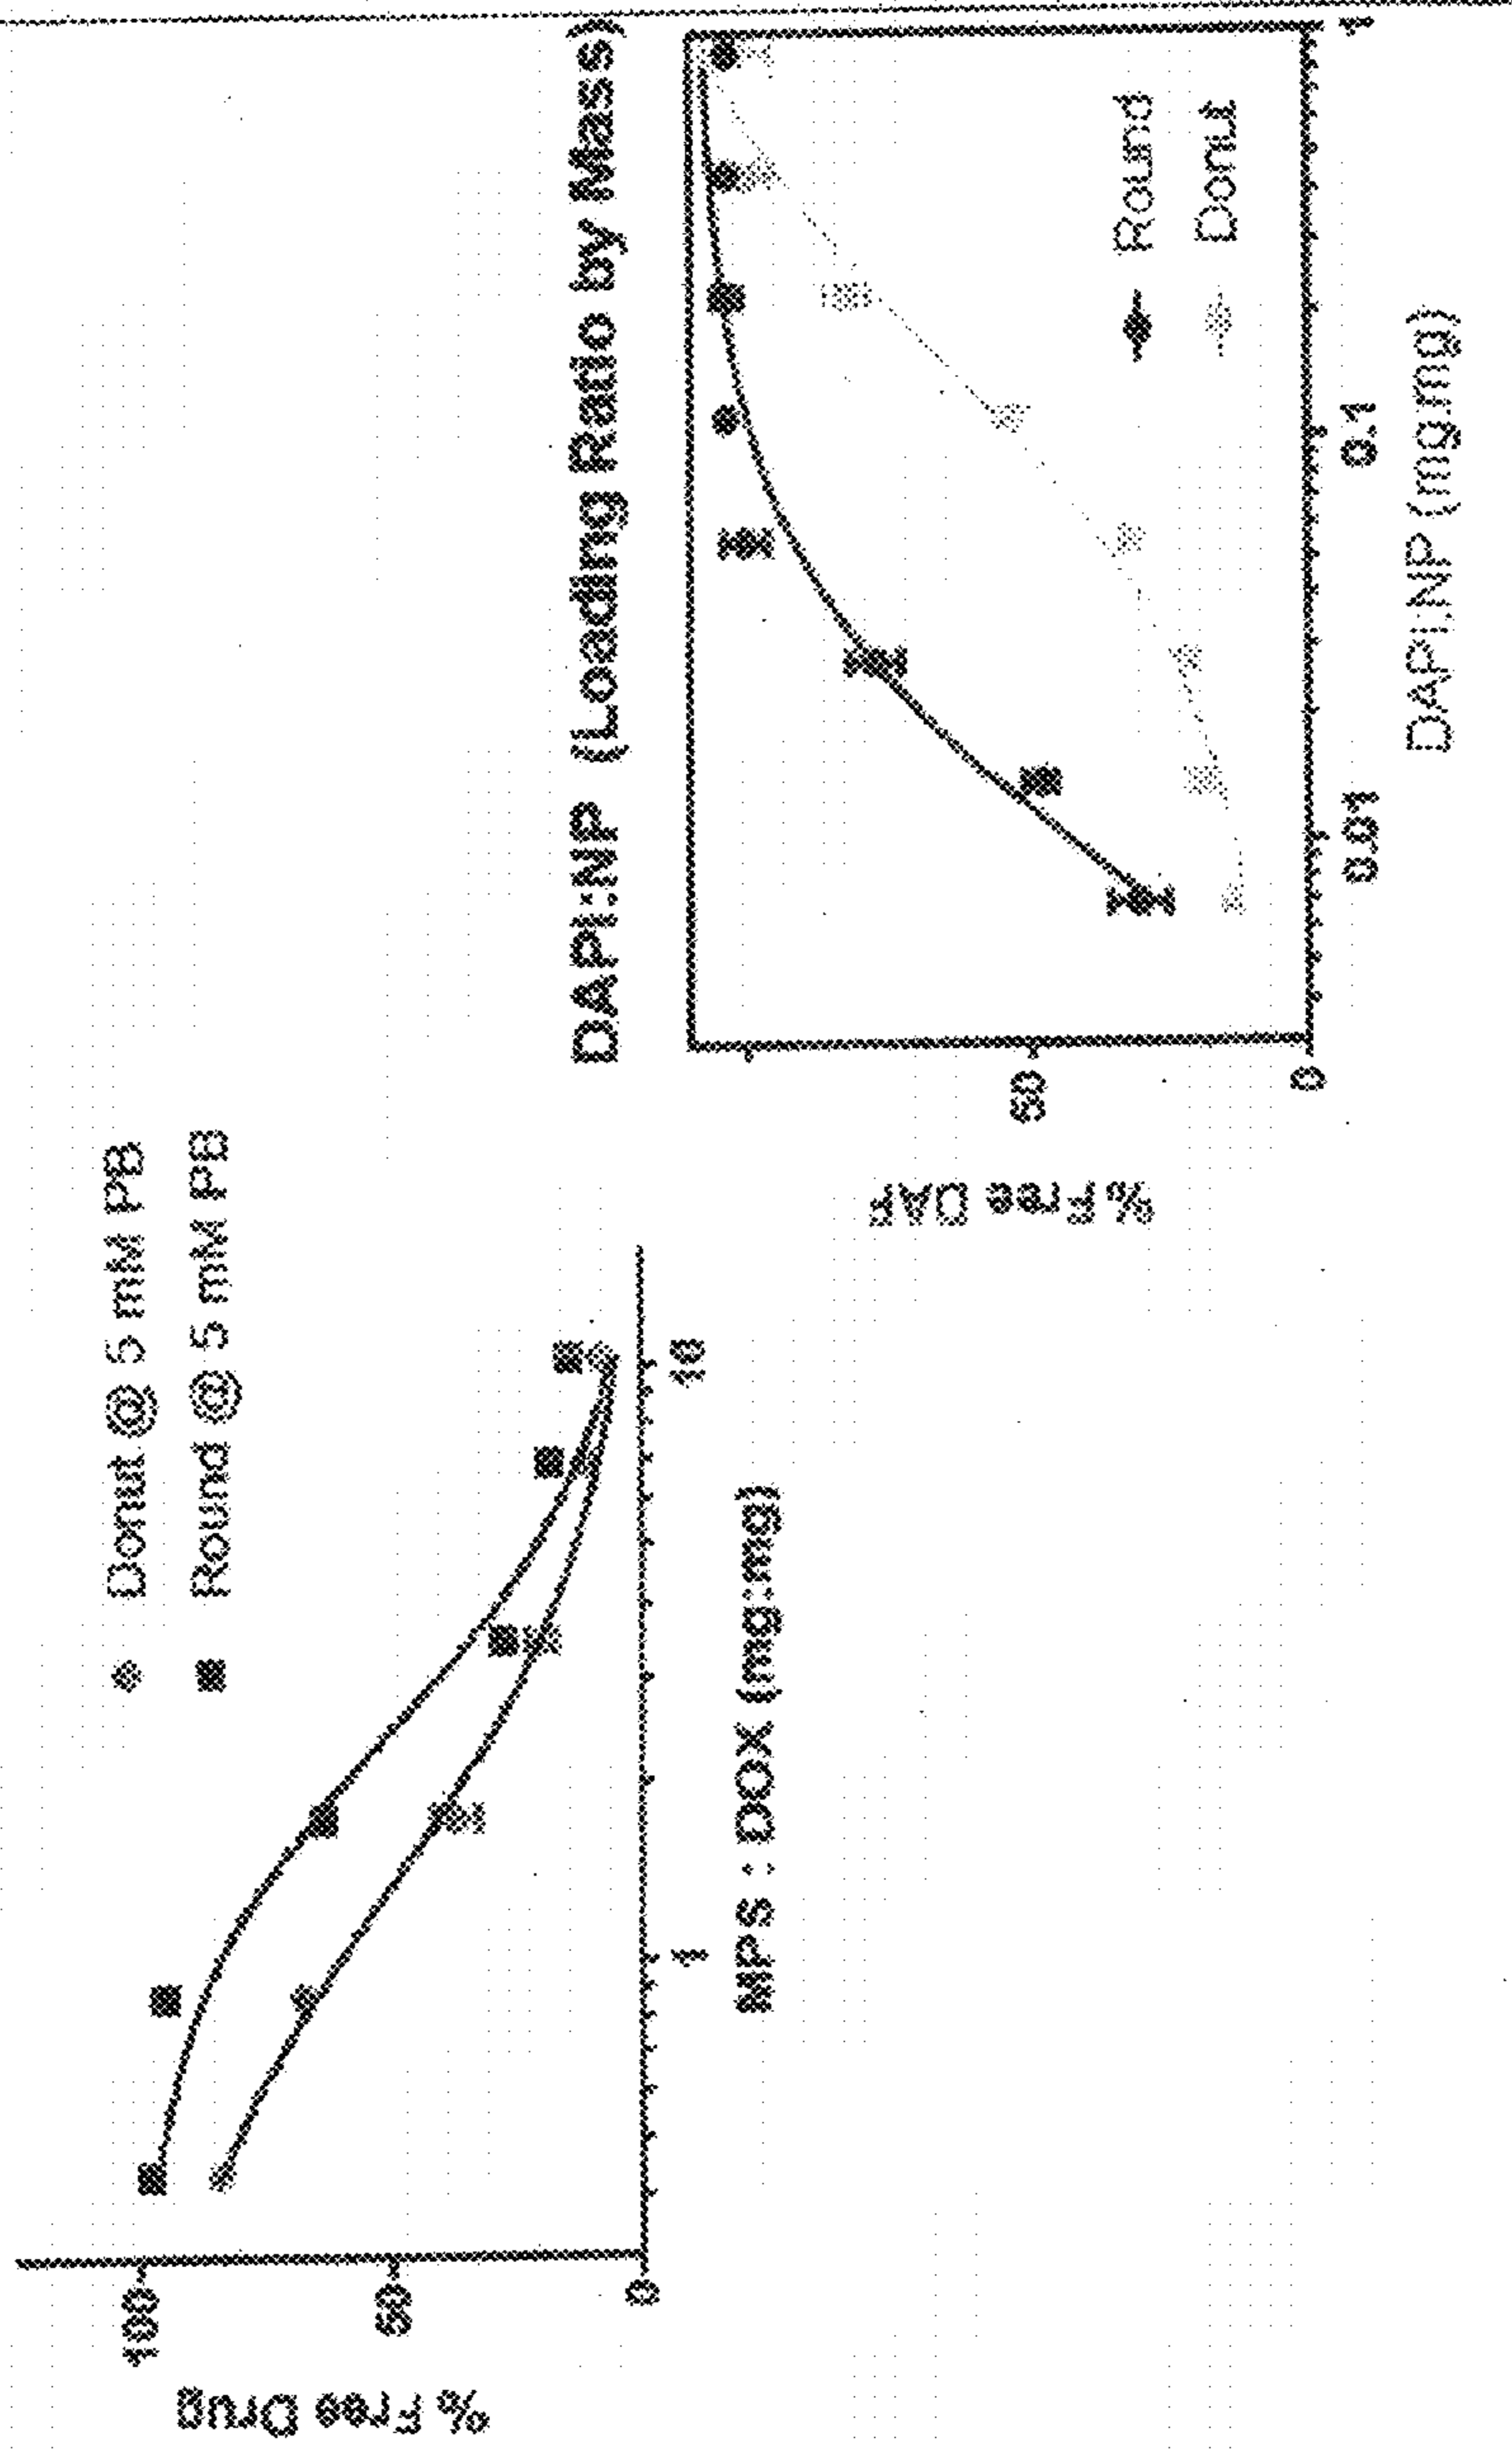 % Free Drug
100
50
0
1
10
NPS : DOX (mg:mg)
Donut @ 5 mM PB
Round @ 5 mM PB
DAPI:NP (Loading Ratio by Mass)
% Free DAP
50
0
0.01
0.1
1
DAPI:NP (mg:mg)
Round
Donut